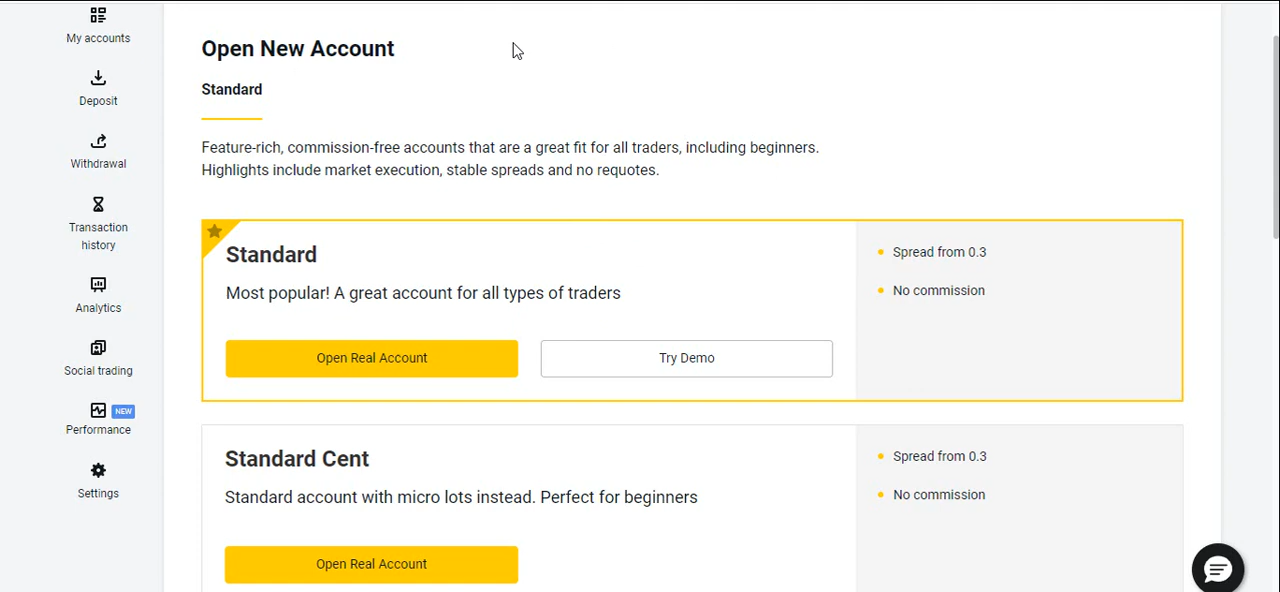 My accounts
Deposit
Withdrawal
Transaction
history
Analytics
Social trading
NEW
Performance
Settings
Open New Account
Standard
Feature-rich, commission-free accounts that are a great fit for all traders, including beginners.
Highlights include market execution, stable spreads and no requotes.
Standard
Most popular! A great account for all types of traders
Open Real Account
Try Demo
Spread from 0.3
No commission
Standard Cent
Standard account with micro lots instead. Perfect for beginners
Open Real Account
Spread from 0.3
No commission